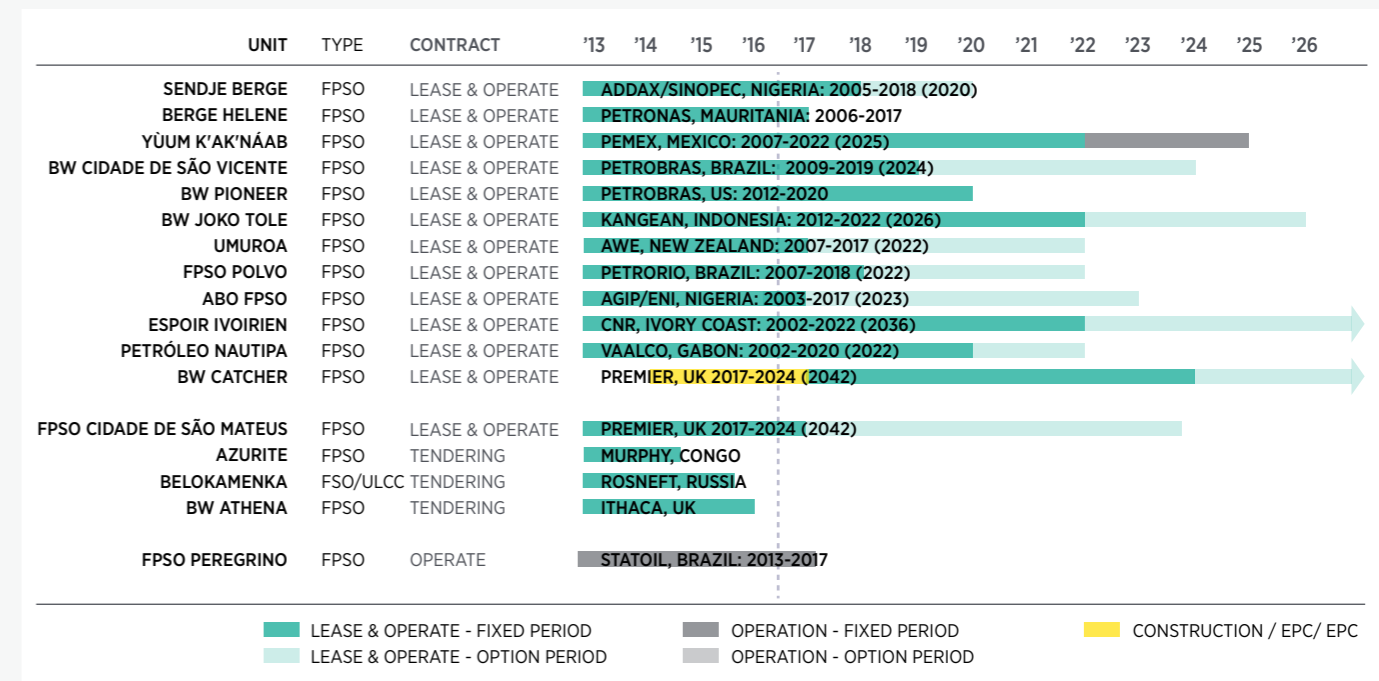 UNIT TYPE CONTRACT '13 '14 '15 '16 '17 '18 '19 '20 '21 '22 '23 '24 '25 '26
SENDJE BERGE FPSO LEASE & OPERATE ADDAX/SINOPEC, NIGERIA: 2005-2018 (2020)
BERGE HELENE FPSO LEASE & OPERATE PETRONAS, MAURITANIA: 2006-2017
YÙUM K'AK'NÁAB FPSO LEASE & OPERATE PEMEX, MEXICO: 2007-2022 (2025)
BW CIDADE DE SÃO VICENTE FPSO LEASE & OPERATE PETROBRAS, BRAZIL: 2009-2019 (2024)
BW PIONEER FPSO LEASE & OPERATE PETROBRAS, US: 2012-2020
BW JOKO TOLE FPSO LEASE & OPERATE KANGEAN, INDONESIA: 2012-2022 (2026)
UMUROA FPSO LEASE & OPERATE AWE, NEW ZEALAND: 2007-2017 (2022)
FPSO POLVO FPSO LEASE & OPERATE PETRORIO, BRAZIL: 2007-2018 (2022)
ABO FPSO FPSO LEASE & OPERATE AGIP/ENI, NIGERIA: 2003-2017 (2023)
ESPOIR IVOIRIEN FPSO LEASE & OPERATE CNR, IVORY COAST: 2002-2022 (2036)
PETRÓLEO NAUTIPA FPSO LEASE & OPERATE VAALCO, GABON: 2002-2020 (2022)
BW CATCHER FPSO LEASE & OPERATE PREMIER, UK 2017-2024 (2042)
FPSO CIDADE DE SÃO MATEUS FPSO LEASE & OPERATE PREMIER, UK 2017-2024 (2042)
AZURITE FPSO TENDERING MURPHY, CONGO
BELOKAMENKA FSO/ULCC TENDERING ROSNEFT, RUSSIA
BW ATHENA FPSO TENDERING ITHACA, UK
FPSO PEREGRINO FPSO OPERATE STATOIL, BRAZIL: 2013-2017
LEASE & OPERATE - FIXED PERIOD OPERATION - FIXED PERIOD CONSTRUCTION / EPC/ EPC
LEASE & OPERATE - OPTION PERIOD OPERATION - OPTION PERIOD